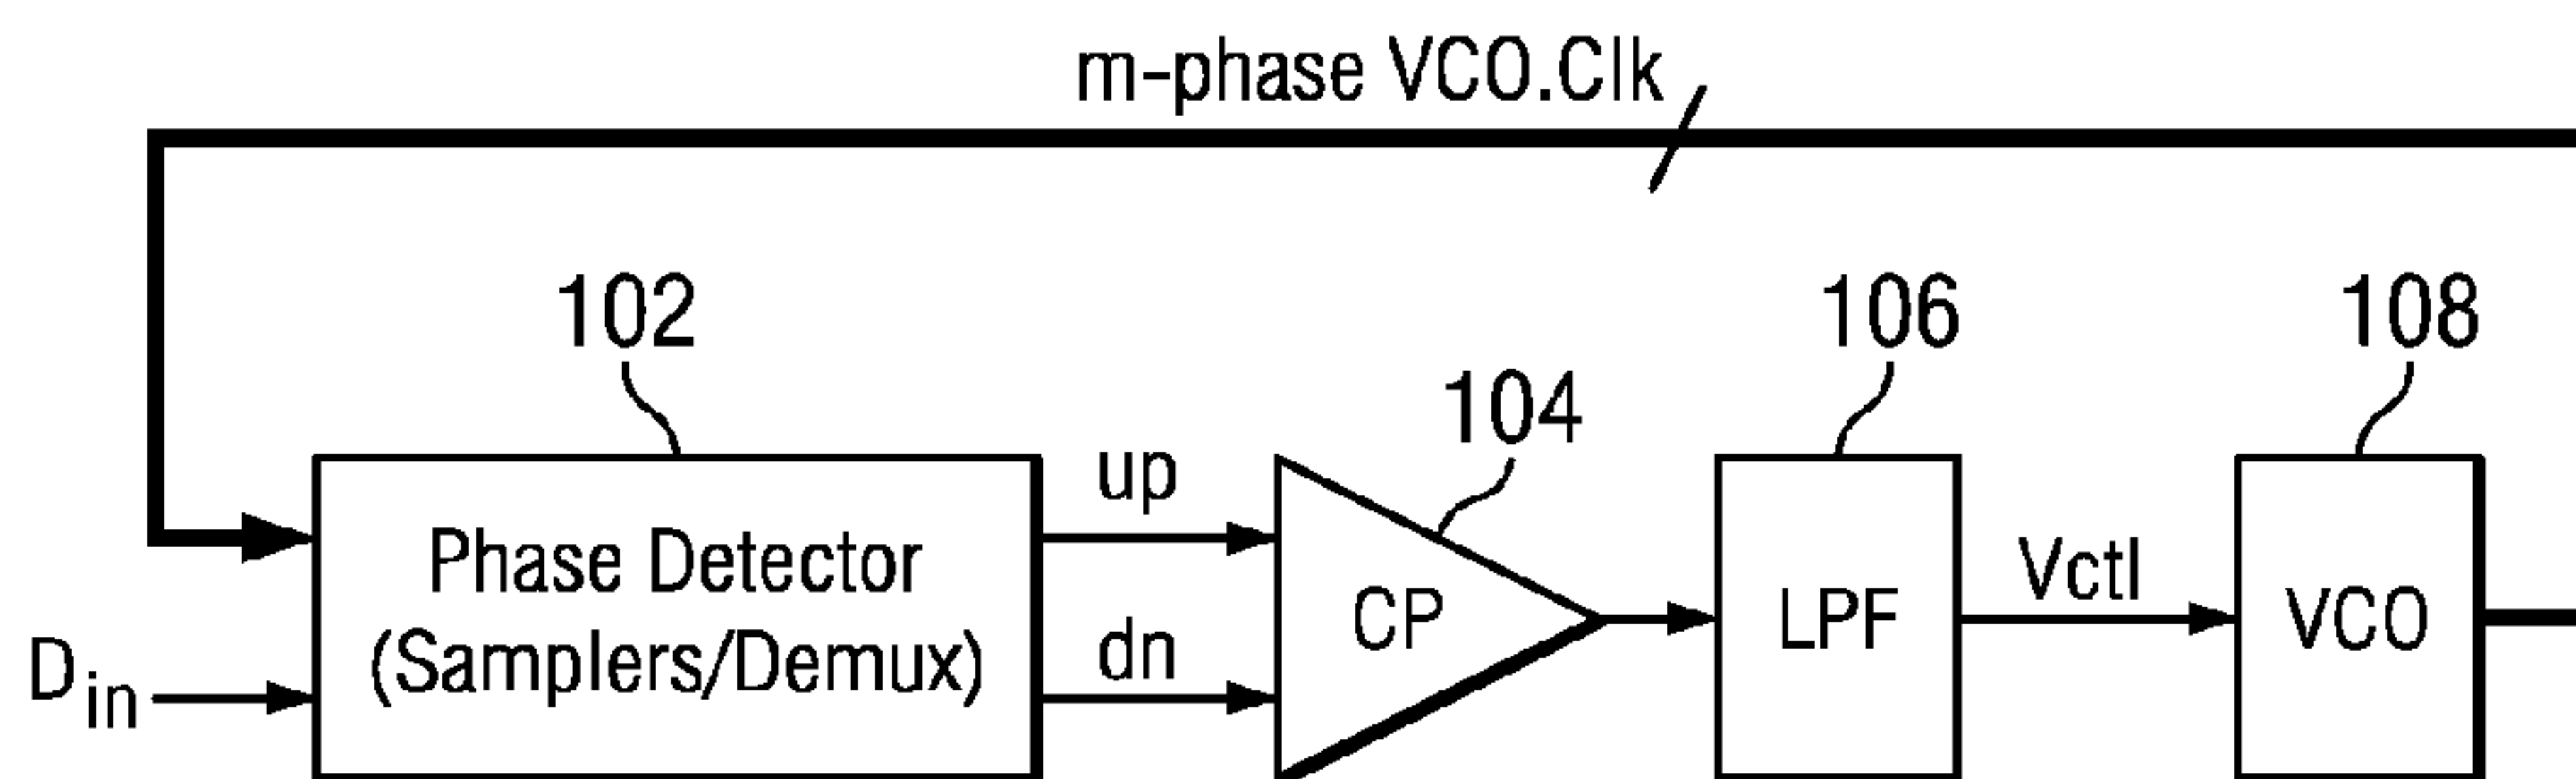 m-phase VCO.Clk
102
104
106
108
up
dn
Phase Detector
(Samplers/Demux)
CP
LPF
Vctl
VCO
Din